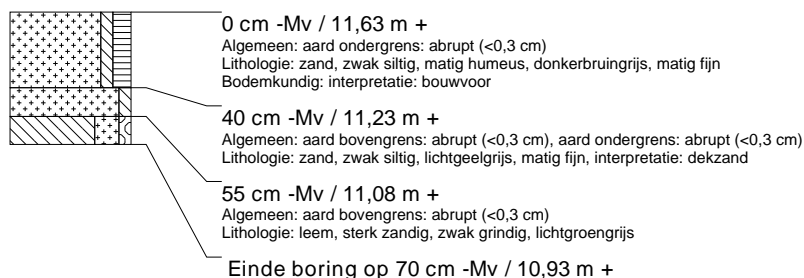 0 cm -Mv / 11,63 m +
Algemeen: aard ondergrens: abrupt (<0,3 cm)
Lithologie: zand, zwak siltig, matig humeus, donkerbruingrijs, matig fijn
Bodemkundig: interpretatie: bouwvoor
40 cm -Mv / 11,23 m +
Algemeen: aard bovengrens: abrupt (<0,3 cm), aard ondergrens: abrupt (<0,3 cm)
Lithologie: zand, zwak siltig, lichtgeelgrijs, matig fijn, interpretatie: dekzand
55 cm -Mv / 11,08 m +
Algemeen: aard bovengrens: abrupt (<0,3 cm)
Lithologie: leem, sterk zandig, zwak grindig, lichtgroengrijs
Einde boring op 70 cm -Mv / 10,93 m +